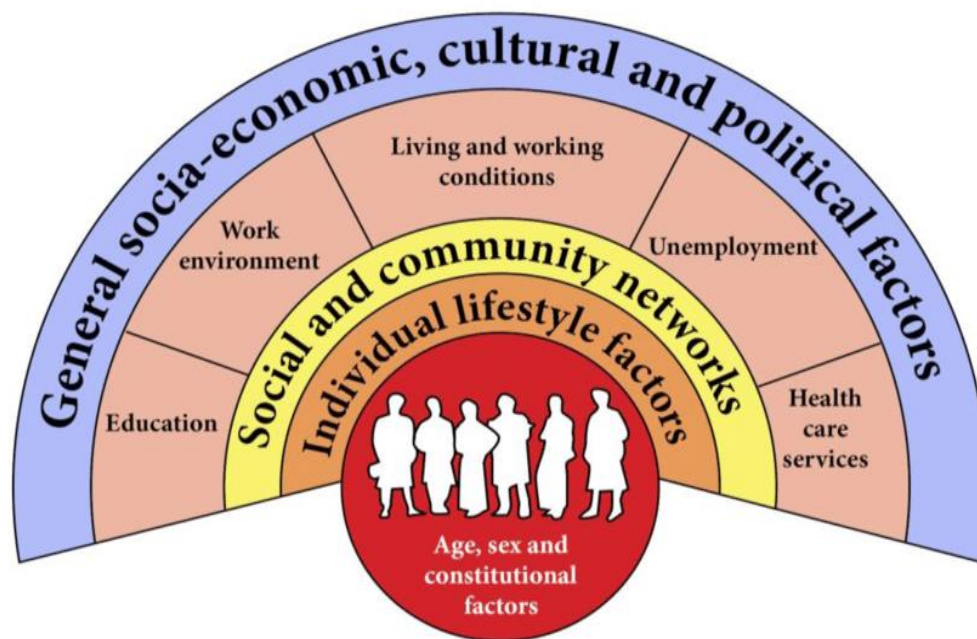 General socia-economic, cultural and political factors
Living and working
conditions
Work
environment
Unemployment
Education
Health
care
services
Social and community networks
Individual lifestyle factors
Age, sex and
constitutional
factors